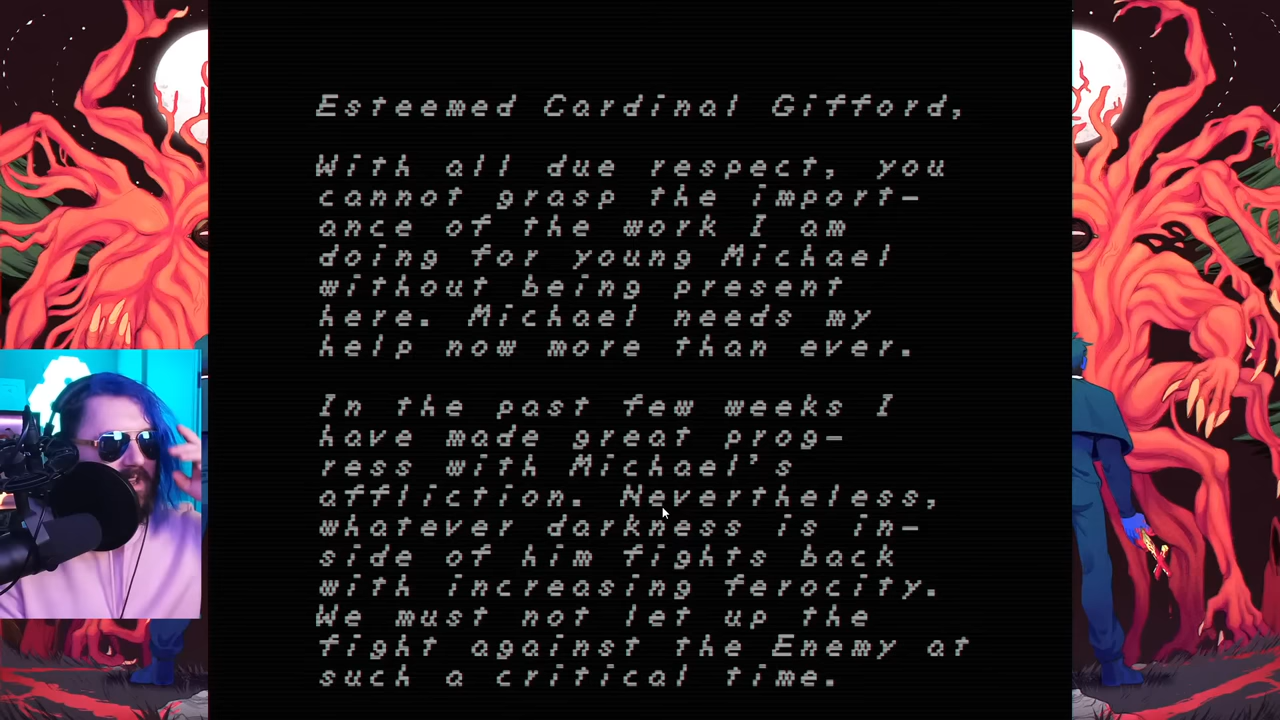 Esteemed Cardinal Gifford,
With all due respect, you
cannot grasp the import-
ance of the work I am
doing for young Michael
without being present
here. Michael needs my
help now more than ever.
In the past few weeks I
have made great prog-
ress with Michael's
affliction. Nevertheless,
whatever darkness is in-
side of him fights back
with increasing ferocity.
We must not let up the
fight against the Enemy at
such a critical time.